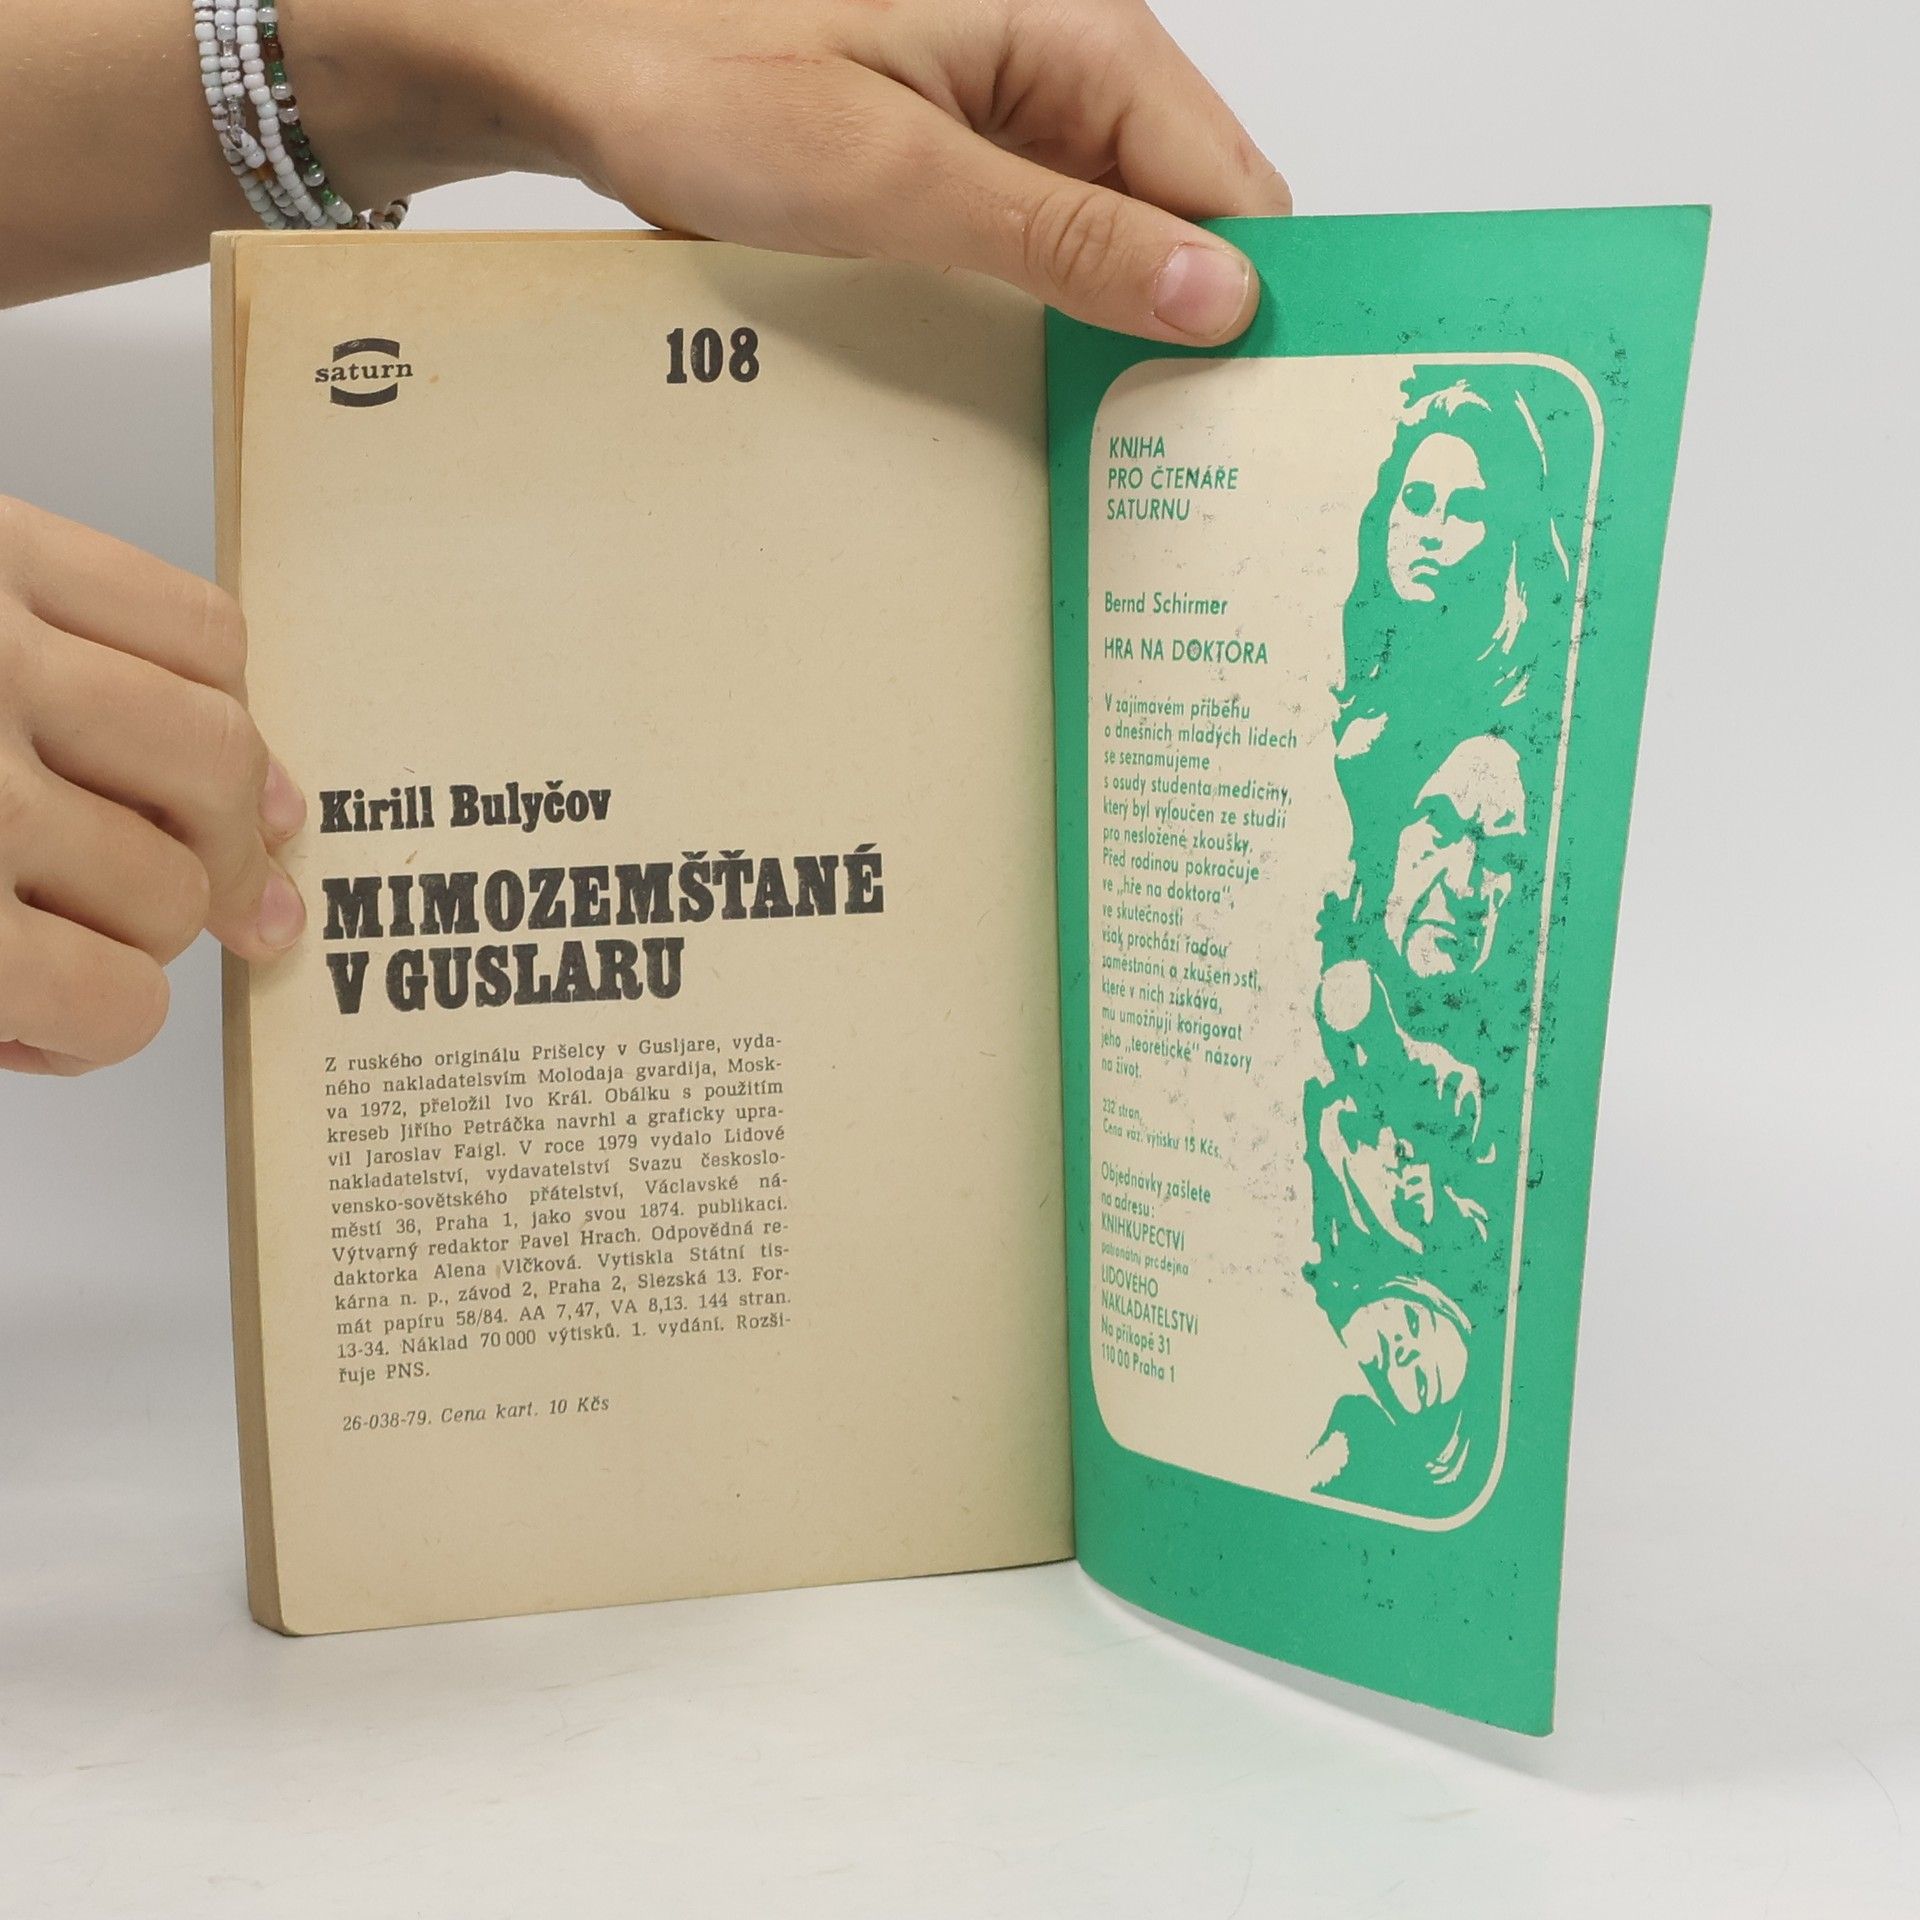 saturn
108
Kirill Bulyčov
MIMOZEMŠŤANÉ
V GUSLARU
Z ruského originálu Prišelcy v Gusljare, vyda-
ného nakladatelsvím Molodaja gvardija, Mosk-
va 1972, přeložil Ivo Král. Obálku s použitím
kreseb Jiřího Petráčka navrhl a graficky upra-
vil Jaroslav Faigl. V roce 1979 vydalo Lidové
nakladatelství, vydavatelství Svazu českoslo-
vensko-sovětského přátelství, Václavské ná-
městí 36, Praha 1, jako svou 1874. publikaci.
Výtvarný redaktor Pavel Hrach. Odpovědná re-
daktorka Alena Vlčková. Vytiskla Státní tis-
kárna n. p., závod 2, Praha 2, Slezská 13. For-
mát papíru 58/84. AA 7,47, VA 8,13. 144 stran.
13-34. Náklad 70 000 výtisků. 1. vydání. Rozši-
řuje PNS.
26-038-79. Cena kart. 10 Kčs
KNIHA
PRO ČTENÁŘE
SATURNU
Bernd Schirmer
HRA NA DOKTORA
V zajímavém příběhu
o dnešních mladých lidech
se seznamujeme
s osudy studenta medicíny,
který byl vyloučen ze studií
pro nesložené zkoušky.
Před rodinou pokračuje
ve „hře na doktora“,
ve skutečnosti
však prochází řadou
zaměstnání a zkušenosti,
které v nich získává,
mu umožňují korigovat
jeho „teoretické“ názory
na život.
232 stran,
Cena váz. výtisku 15 Kčs.
Objednávky zašlete
na adresu:
KNIHKUPECTVÍ
patronátní prodejna
LIDOVÉHO
NAKLADATELSTVÍ
Na příkopě 31
110 00 Praha 1